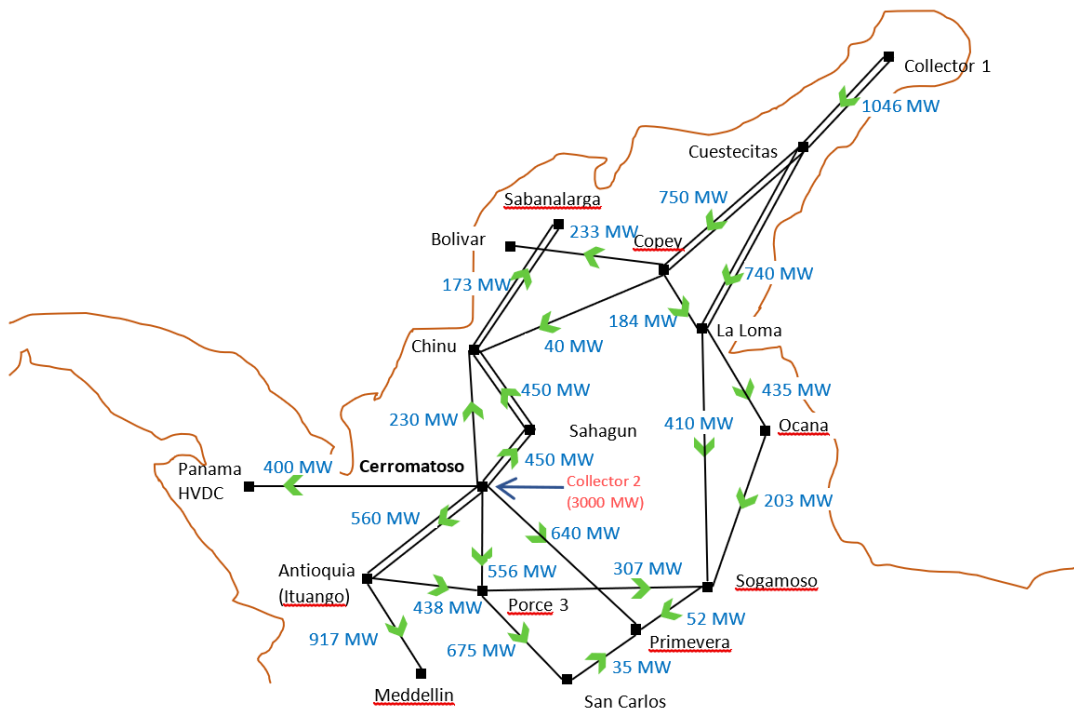 Collector 1
1046 MW
Cuestecitas
750 MW
Sabanalarga
233 MW
Copey
Bolivar
740 MW
173 MW
184 MW
La Loma
Chinu
40 MW
450 MW
435 MW
230 MW
410 MW
Ocana
Sahagun
450 MW
Panama
HVDC
400 MW
Cerromatoso
Collector 2
(3000 MW)
203 MW
560 MW
640 MW
556 MW
307 MW
Antioquia
(Ituango)
438 MW
Porce 3
Sogamoso
52 MW
917 MW
675 MW
Primevera
35 MW
Meddellin
San Carlos